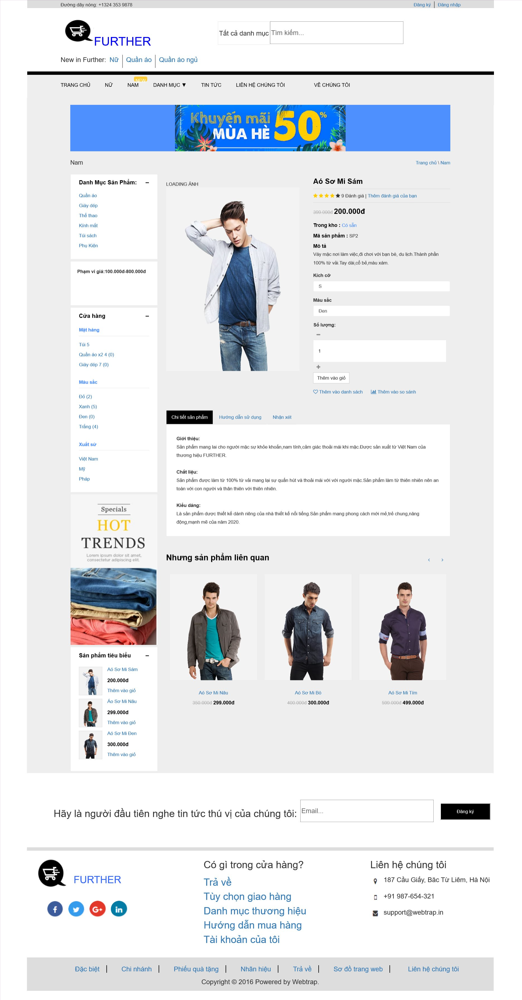 Đường dây nóng: +1324 353 9878
Đăng ký
Đăng nhập
FURTHER
Tất cả danh mục
Tìm kiếm...
New in Further: Nữ Quần áo Quần áo ngủ
TRANG CHỦ
NỮ
NAM
NEW
DANH MỤC ▼
TIN TỨC
LIÊN HỆ CHÚNG TÔI
VỀ CHÚNG TÔI
Khuyến mãi
MÙA HÈ
50%
Nam
Trang chủ \ Nam
Danh Mục Sản Phẩm:
Quần áo
Giày dép
Thể thao
Kính mắt
Túi sách
Phụ Kiện
Phạm vi giá:100.000đ-800.000đ
Cửa hàng
Mặt hàng
Túi 5
Quần áo x2 4 (0)
Giày dép 7 (0)
Màu sắc
Đỏ (2)
Xanh (5)
Đen (0)
Trắng (4)
Xuất sứ
Việt Nam
Mỹ
Pháp
Specials
HOT
TRENDS
Lorem ipsum dolor sit amet,
consectetur adipiscing elit.
Sản phẩm tiêu biểu
Aó Sơ Mi Sám
200.000đ
Thêm vào giỏ
Áo Sơ Mi Nâu
299.000đ
Thêm vào giỏ
Aó Sơ Mi Đen
300.000đ
Thêm vào giỏ
LOADING ẢNH
Aó Sơ Mi Sám
9 Đánh giá | Thêm đánh giá của bạn
399.000đ 200.000đ
Trong kho : Có sẵn
Mã sản phẩm : SP2
Mô tả
Váy mặc nơi làm việc,đi chơi với bạn bè, du lịch.Thành phần
100% từ vải.Tay dài,cổ bẻ,màu xám.
Kích cỡ
S
Màu sắc
Đen
Số lượng:
1
Thêm vào giỏ
Thêm vào danh sách
Thêm vào so sánh
Chi tiết sản phẩm
Hướng dẫn sử dụng
Nhận xét
Giới thiệu:
Sản phẩm mang lai cho người mặc sự khỏe khoắn,nam tính,cảm giác thoải mái khi mặc.Được sản xuất từ Việt Nam của
thương hiệu FURTHER.
Chất liệu:
Sản phẩm được làm từ 100% từ vải mang lại sự quấn hút và thoải mái với với người mặc.Sản phẩm làm từ thiên nhiên nên an
toàn với con người và thân thiện với thiên nhiên.
Kiểu dáng:
Là sản phẩm dược thiết kế dành riêng của nhà thiết kế nổi tiếng.Sản phẩm mang phong cách mới mẻ,trẻ chung,năng
động,mạnh mẽ của năm 2020.
Nhưng sản phẩm liên quan
Aó Sơ Mi Nâu
350.000đ 299.000đ
Aó Sơ Mi Bò
400.000đ 300.000đ
Aó Sơ Mi Tím
599.000đ 499.000đ
Hãy là người đầu tiên nghe tin tức thú vị của chúng tôi:
Email...
Đăng ký
FURTHER
Có gì trong cửa hàng?
Trả về
Tùy chọn giao hàng
Danh mục thương hiệu
Hướng dẫn mua hàng
Tài khoản của tôi
Liên hệ chúng tôi
187 Cầu Giấy, Băc Từ Liêm, Hà Nội
+91 987-654-321
support@webtrap.in
Đặc biệt
Chi nhánh
Phiếu quà tặng
Nhãn hiệu
Trả về
Sơ đồ trang web
Liên hệ chúng tôi
Copyright © 2016 Powered by Webtrap.